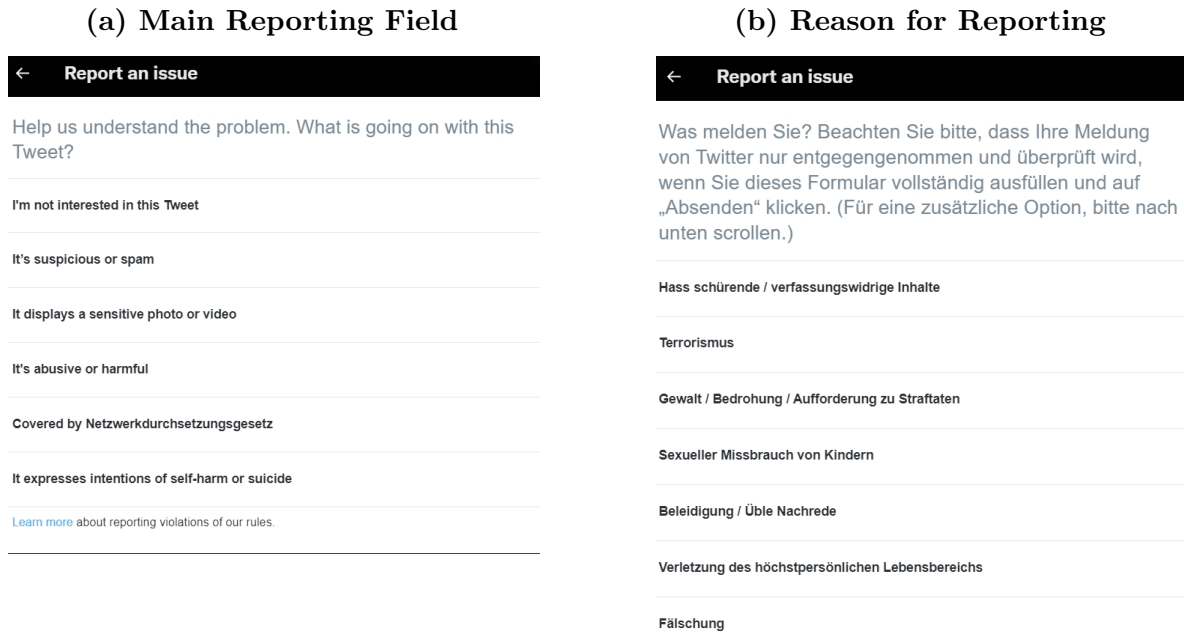 (a) Main Reporting Field
← Report an issue
Help us understand the problem. What is going on with this
Tweet?
I'm not interested in this Tweet
It's suspicious or spam
It displays a sensitive photo or video
It's abusive or harmful
Covered by Netzwerkdurchsetzungsgesetz
It expresses intentions of self-harm or suicide
Learn more about reporting violations of our rules.
(b) Reason for Reporting
← Report an issue
Was melden Sie? Beachten Sie bitte, dass Ihre Meldung
von Twitter nur entgegengenommen und überprüft wird,
wenn Sie dieses Formular vollständig ausfüllen und auf
„Absenden“ klicken. (Für eine zusätzliche Option, bitte nach
unten scrollen.)
Hass schürende / verfassungswidrige Inhalte
Terrorismus
Gewalt / Bedrohung / Aufforderung zu Straftaten
Sexueller Missbrauch von Kindern
Beleidigung / Üble Nachrede
Verletzung des höchstpersönlichen Lebensbereichs
Fälschung